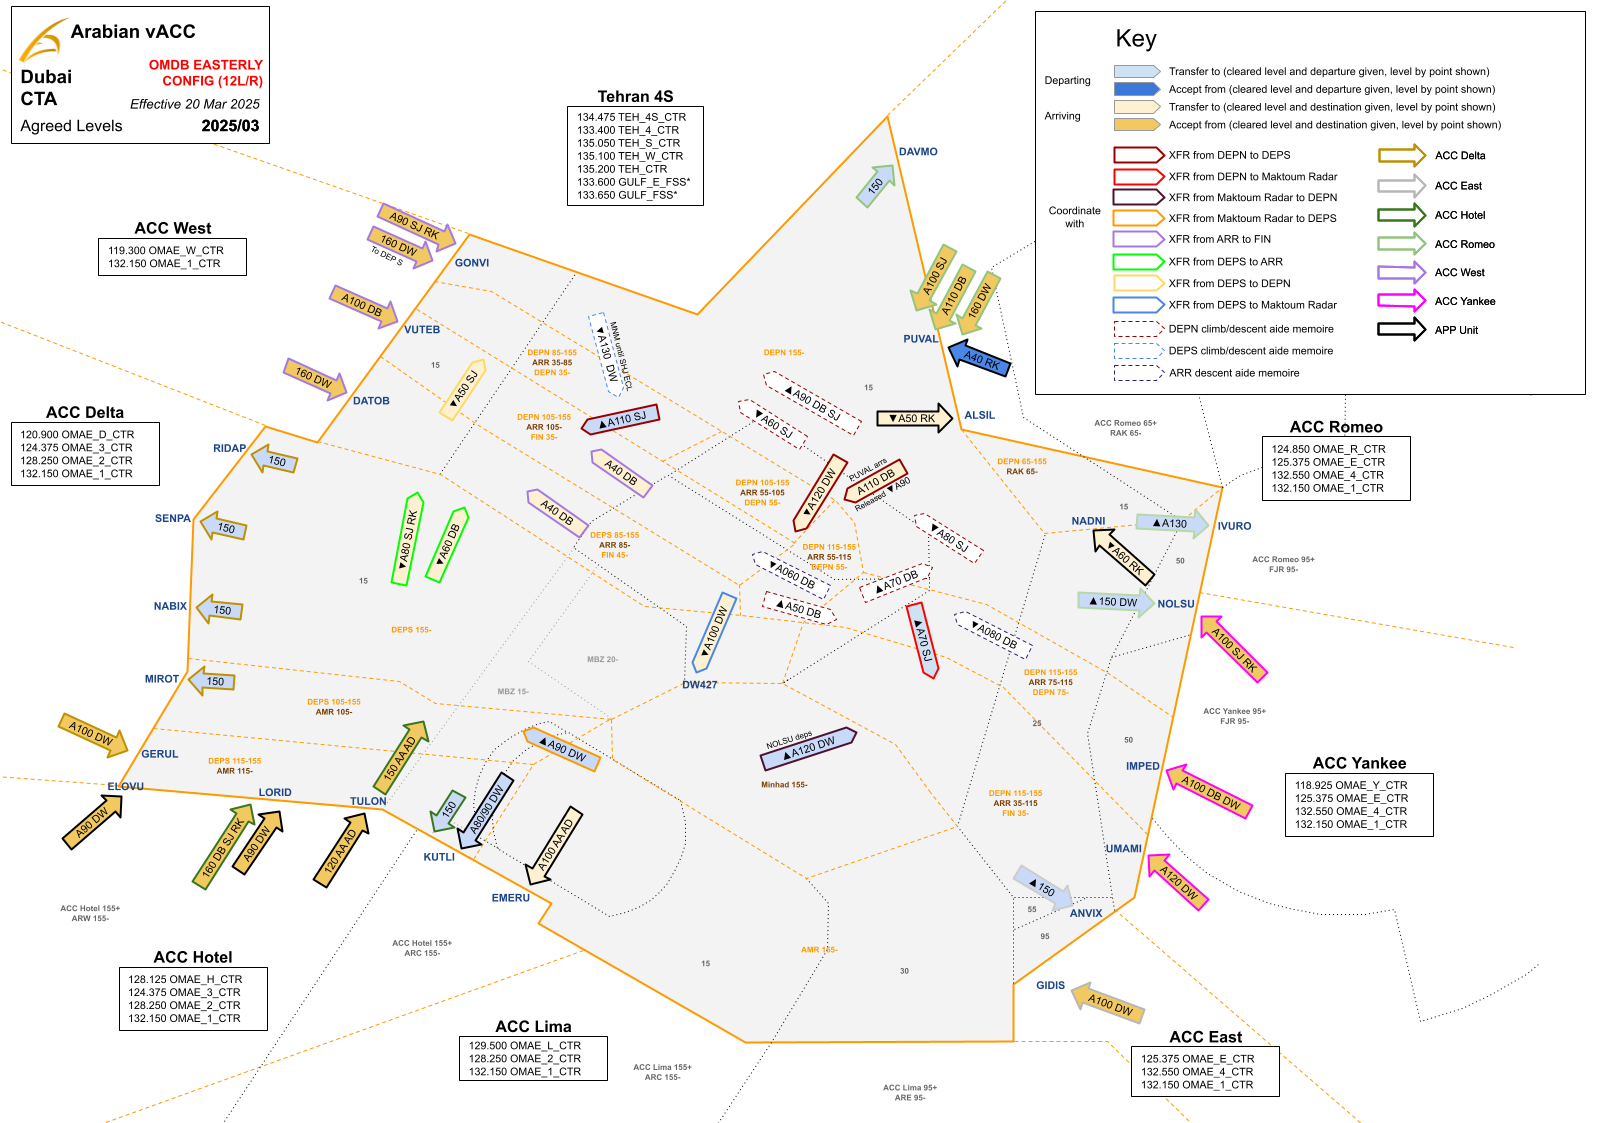 Arabian vACC
Dubai
CTA
OMDB EASTERLY
CONFIG (12L/R)
Effective 20 Mar 2025
Agreed Levels
2025/03
Tehran 4S
134.475 TEH_4S_CTR
133.400 TEH_4_CTR
135.050 TEH_S_CTR
135.100 TEH_W_CTR
135.200 TEH_CTR
133.600 GULF_E_FSS*
133.650 GULF_FSS*
Key
Departing
Transfer to (cleared level and departure given, level by point shown)
Accept from (cleared level and departure given, level by point shown)
Arriving
Transfer to (cleared level and destination given, level by point shown)
Accept from (cleared level and destination given, level by point shown)
Coordinate
with
XFR from DEPN to DEPS
XFR from DEPN to Maktoum Radar
XFR from Maktoum Radar to DEPN
XFR from Maktoum Radar to DEPS
XFR from ARR to FIN
XFR from DEPS to ARR
XFR from DEPS to DEPN
XFR from DEPS to Maktoum Radar
DEPN climb/descent aide memoire
DEPS climb/descent aide memoire
ARR descent aide memoire
ACC Delta
ACC East
ACC Hotel
ACC Romeo
ACC West
ACC Yankee
APP Unit
ACC West
119.300 OMAE_W_CTR
132.150 OMAE_1_CTR
A90 SJ RK
160 DW
To DEP S
GONVI
A100 DB
VUTEB
160 DW
DATOB
DAVMO
150
A100 SJ
A110 DB
160 DW
PUVAL
A40 RK
▼A50 RK
ALSIL
ACC Delta
120.900 OMAE_D_CTR
124.375 OMAE_3_CTR
128.250 OMAE_2_CTR
132.150 OMAE_1_CTR
RIDAP
150
SENPA
150
NABIX
150
MIROT
150
A100 DW
GERUL
ELOVU
A90 DW
ACC Romeo 65+
RAK 65-
ACC Romeo
124.850 OMAE_R_CTR
125.375 OMAE_E_CTR
132.550 OMAE_4_CTR
132.150 OMAE_1_CTR
15
▼A50 SJ
DEPN 85-155
ARR 35-85
DEPN 35-
▼A130 DW
MNM until SHJ ECL
DEPN 155-
15
▲A90 DB SJ
▼A60 SJ
DEPN 105-155
ARR 105-
FIN 35-
▲A110 SJ
A40 DB
A40 DB
▼A80 SJ RK
▼A60 DB
15
DEPS 155-
DEPS 85-155
ARR 85-
FIN 45-
DEPN 105-155
ARR 55-105
DEPN 55-
▼A120 DW
PUVAL arrs
A110 DB
Released ▼A90
▼A80 SJ
DEPN 115-155
ARR 55-115
DEPN 55-
▼A060 DB
▲A50 DB
▲A70 DB
▲A70 SJ
▼A080 DB
DEPN 65-155
RAK 65-
15
NADNI
▲A130
IVURO
▼A60 RK
50
ACC Romeo 95+
FJR 95-
▲150 DW
NOLSU
A100 SJ RK
▼A100 DW
DW427
MBZ 20-
MBZ 15-
DEPS 105-155
AMR 105-
DEPS 115-155
AMR 115-
DEPN 115-155
ARR 75-115
DEPN 75-
25
50
ACC Yankee 95+
FJR 95-
NOLSU deps
▲A120 DW
Minhad 155-
▲A90 DW
150 AA AD
TULON
LORID
160 DB SJ RK
A90 DW
120 AA AD
150
A80/90 DW
KUTLI
A100 AA AD
EMERU
IMPED
A100 DB DW
DEPN 115-155
ARR 35-115
FIN 35-
UMAMI
A120 DW
ACC Yankee
118.925 OMAE_Y_CTR
125.375 OMAE_E_CTR
132.550 OMAE_4_CTR
132.150 OMAE_1_CTR
▲150
ANVIX
55
95
ACC Hotel 155+
ARW 155-
ACC Hotel 155+
ARC 155-
ACC Hotel
128.125 OMAE_H_CTR
124.375 OMAE_3_CTR
128.250 OMAE_2_CTR
132.150 OMAE_1_CTR
15
AMR 155-
30
GIDIS
A100 DW
ACC Lima
129.500 OMAE_L_CTR
128.250 OMAE_2_CTR
132.150 OMAE_1_CTR
ACC Lima 155+
ARC 155-
ACC Lima 95+
ARE 95-
ACC East
125.375 OMAE_E_CTR
132.550 OMAE_4_CTR
132.150 OMAE_1_CTR